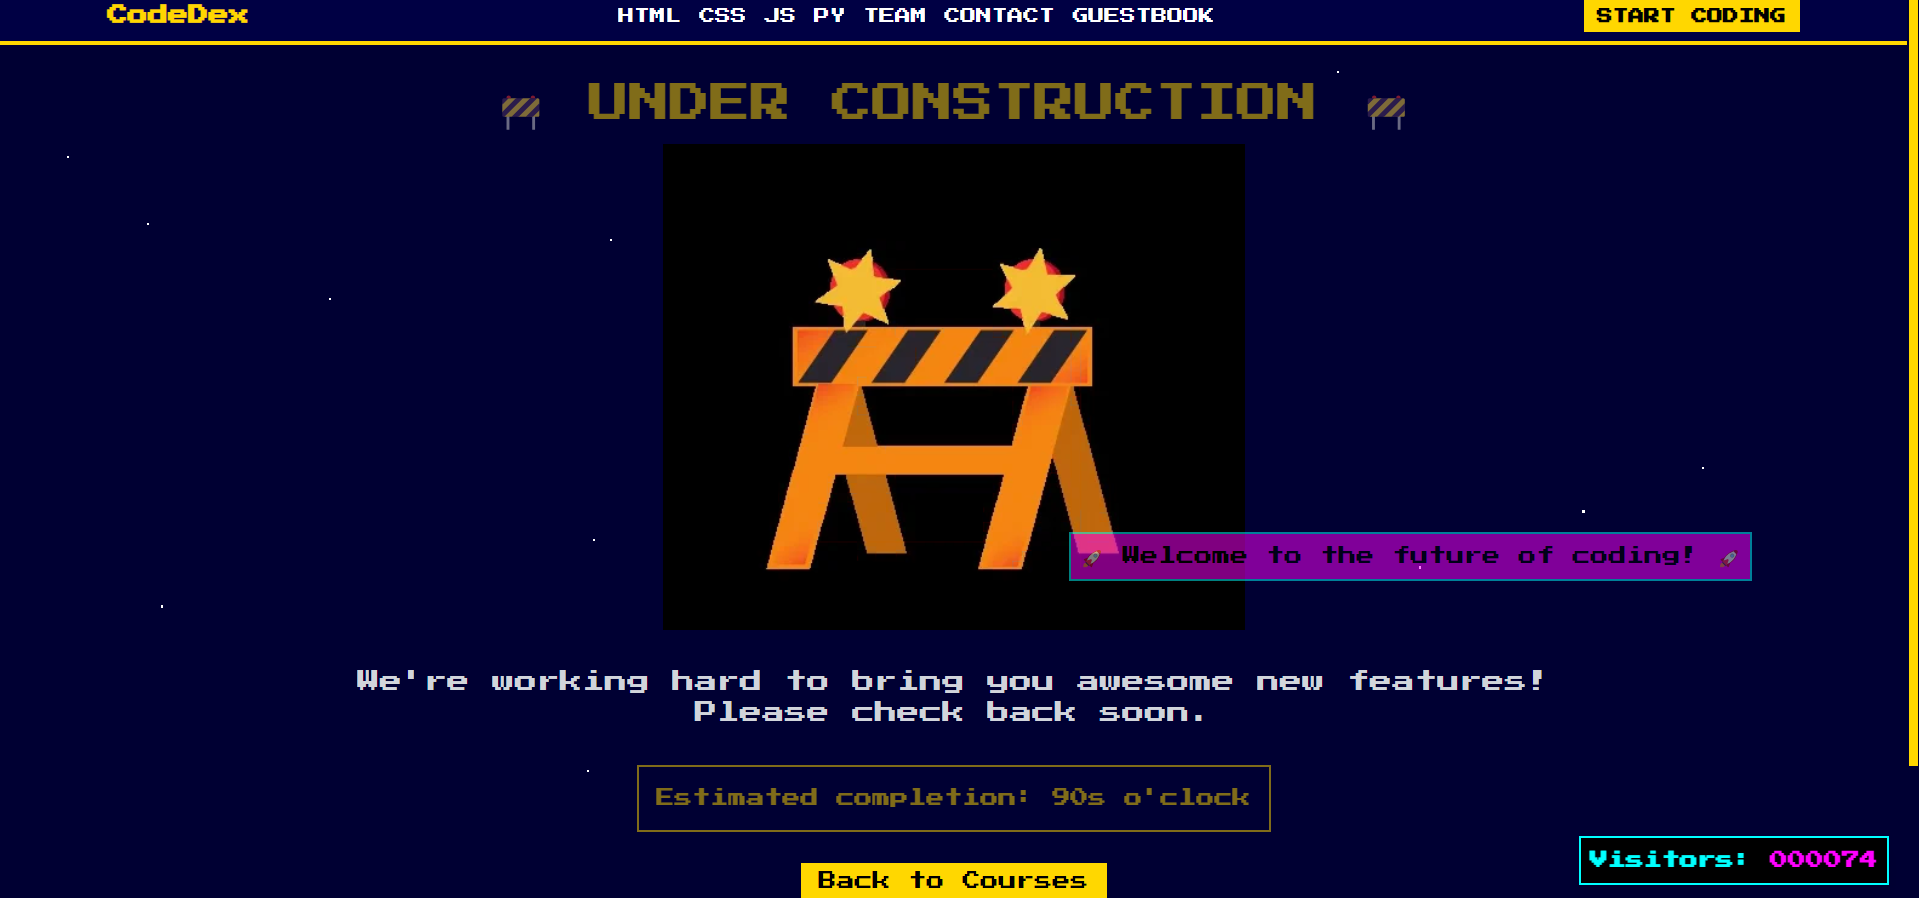 CodeDex
HTML CSS JS PY TEAM CONTACT GUESTBOOK
START CODING
UNDER CONSTRUCTION
Welcome to the future of coding!
We're working hard to bring you awesome new features!
Please check back soon.
Estimated completion: 90s o'clock
Visitors: 000074
Back to Courses